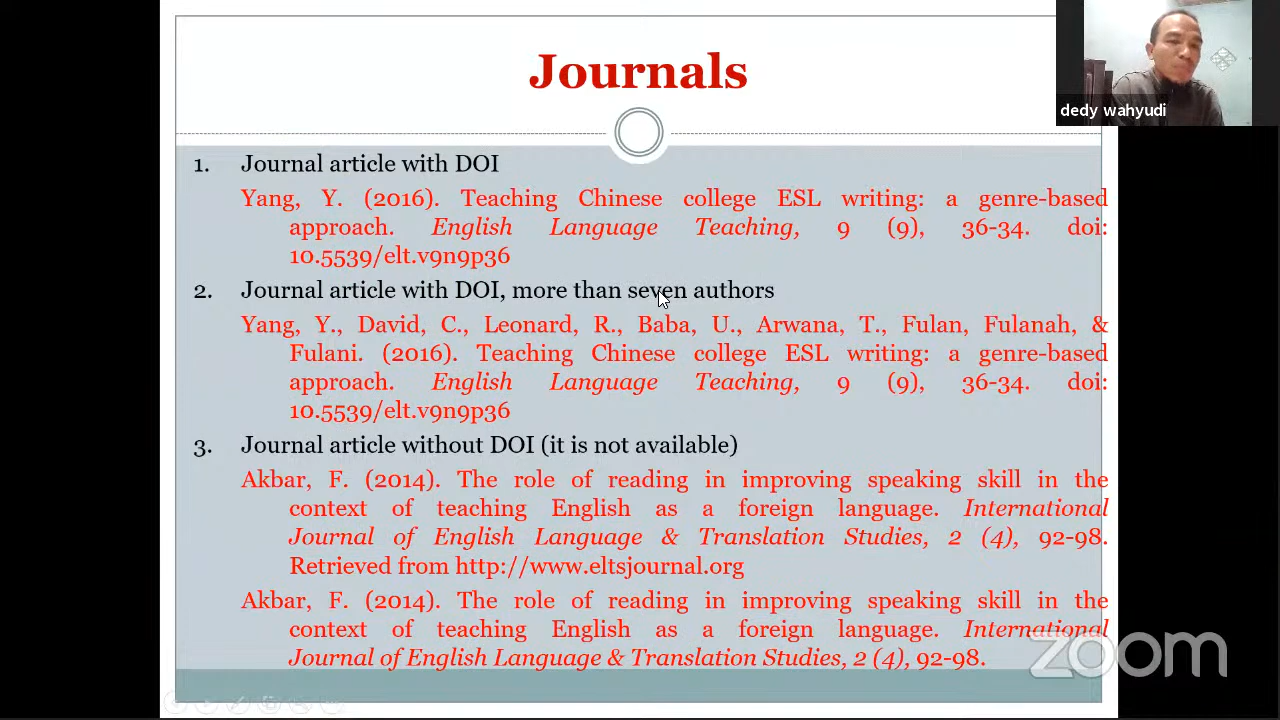 Journals
dedy wahyudi
1. Journal article with DOI
Yang, Y. (2016). Teaching Chinese college ESL writing: a genre-based
approach. English Language Teaching, 9 (9), 36-34. doi:
10.5539/elt.v9n9p36
2. Journal article with DOI, more than seven authors
Yang, Y., David, C., Leonard, R., Baba, U., Arwana, T., Fulan, Fulanah, &
Fulani. (2016). Teaching Chinese college ESL writing: a genre-based
approach. English Language Teaching, 9 (9), 36-34. doi:
10.5539/elt.v9n9p36
3. Journal article without DOI (it is not available)
Akbar, F. (2014). The role of reading in improving speaking skill in the
context of teaching English as a foreign language. International
Journal of English Language & Translation Studies, 2 (4), 92-98.
Retrieved from http://www.eltsjournal.org
Akbar, F. (2014). The role of reading in improving speaking skill in the
context of teaching English as a foreign language. International
Journal of English Language & Translation Studies, 2 (4), 92-98.
zoom